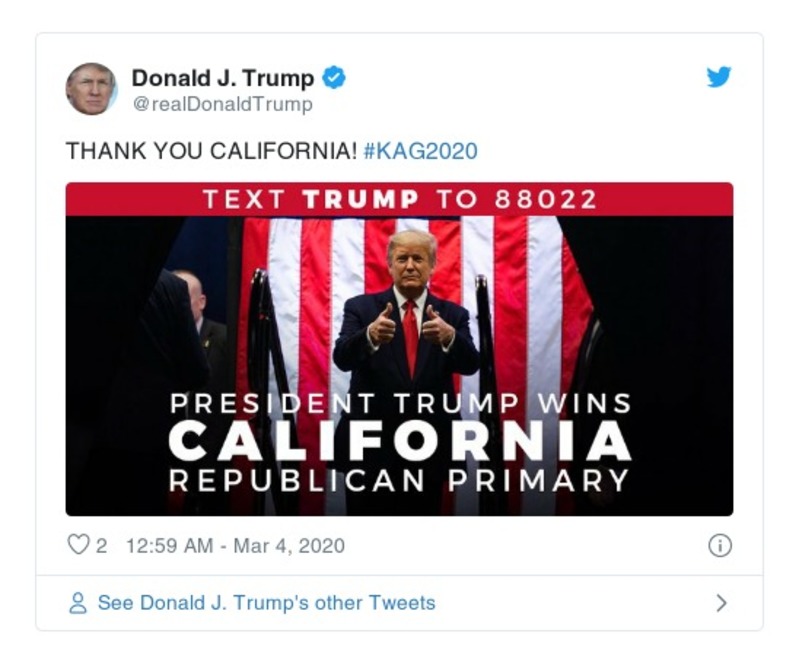 Donald J. Trump
@realDonaldTrump
THANK YOU CALIFORNIA! #KAG2020
TEXT TRUMP TO 88022
PRESIDENT TRUMP WINS
CALIFORNIA
REPUBLICAN PRIMARY
2 12:59 AM - Mar 4, 2020
See Donald J. Trump's other Tweets